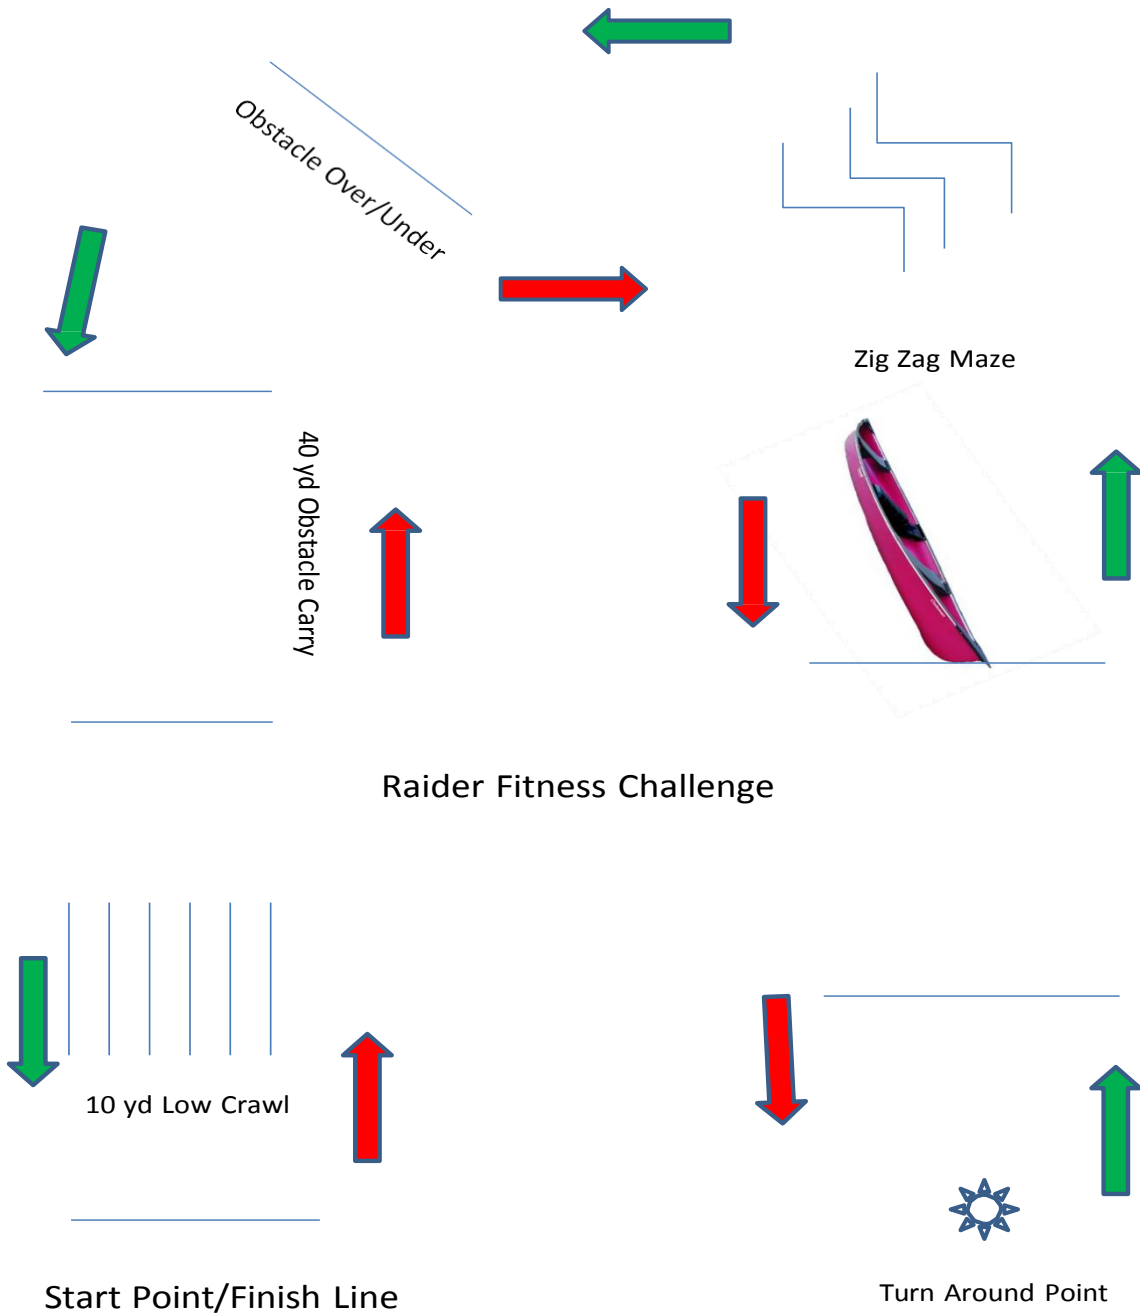 Obstacle Over/Under
Zig Zag Maze
40 yd Obstacle Carry
Raider Fitness Challenge
10 yd Low Crawl
Start Point/Finish Line
Turn Around Point